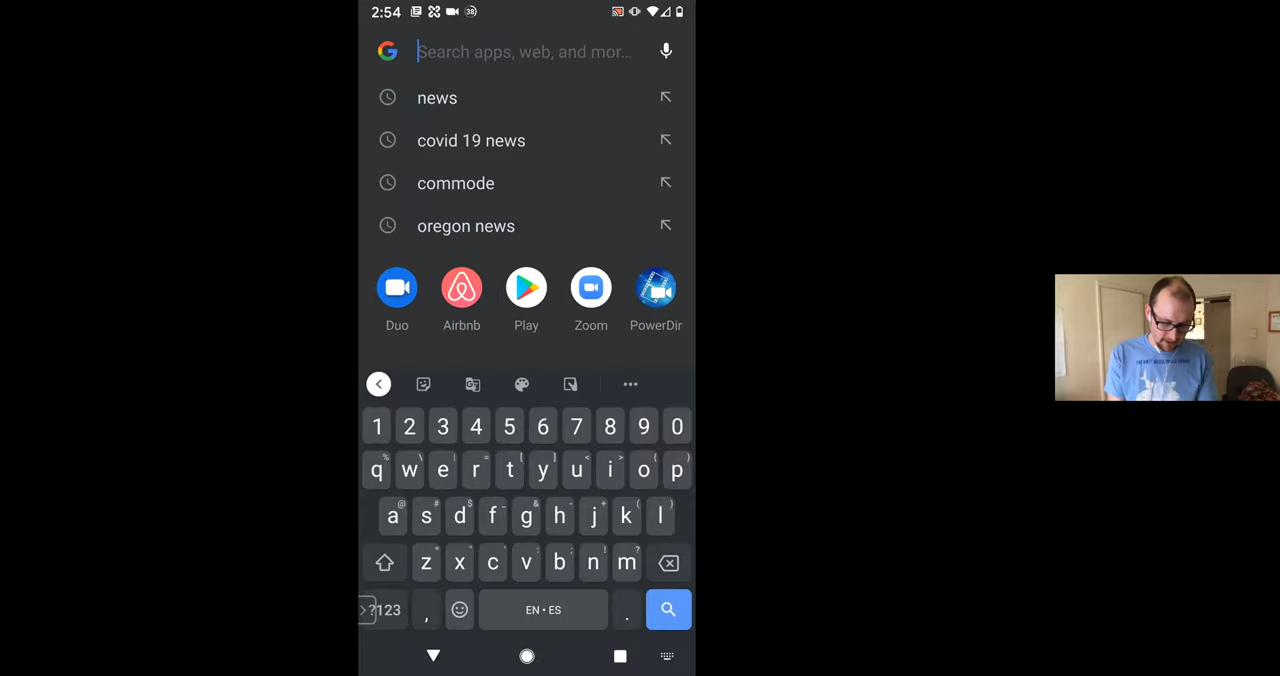 2:54
38
Search apps, web, and mor...
news
covid 19 news
commode
oregon news
Duo Airbnb Play Zoom PowerDir
1 2 3 4 5 6 7 8 9 0
q w e r t y u i o p
a s d f g h j k l
z x c v b n m
?123 , EN • ES .